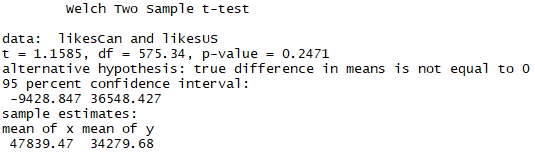 Welch Two Sample t-test
data:  likesCan and likesUS
t = 1.1585, df = 575.34, p-value = 0.2471
alternative hypothesis: true difference in means is not equal to 0
95 percent confidence interval:
 -9428.847 36548.427
sample estimates:
mean of x mean of y
 47839.47  34279.68